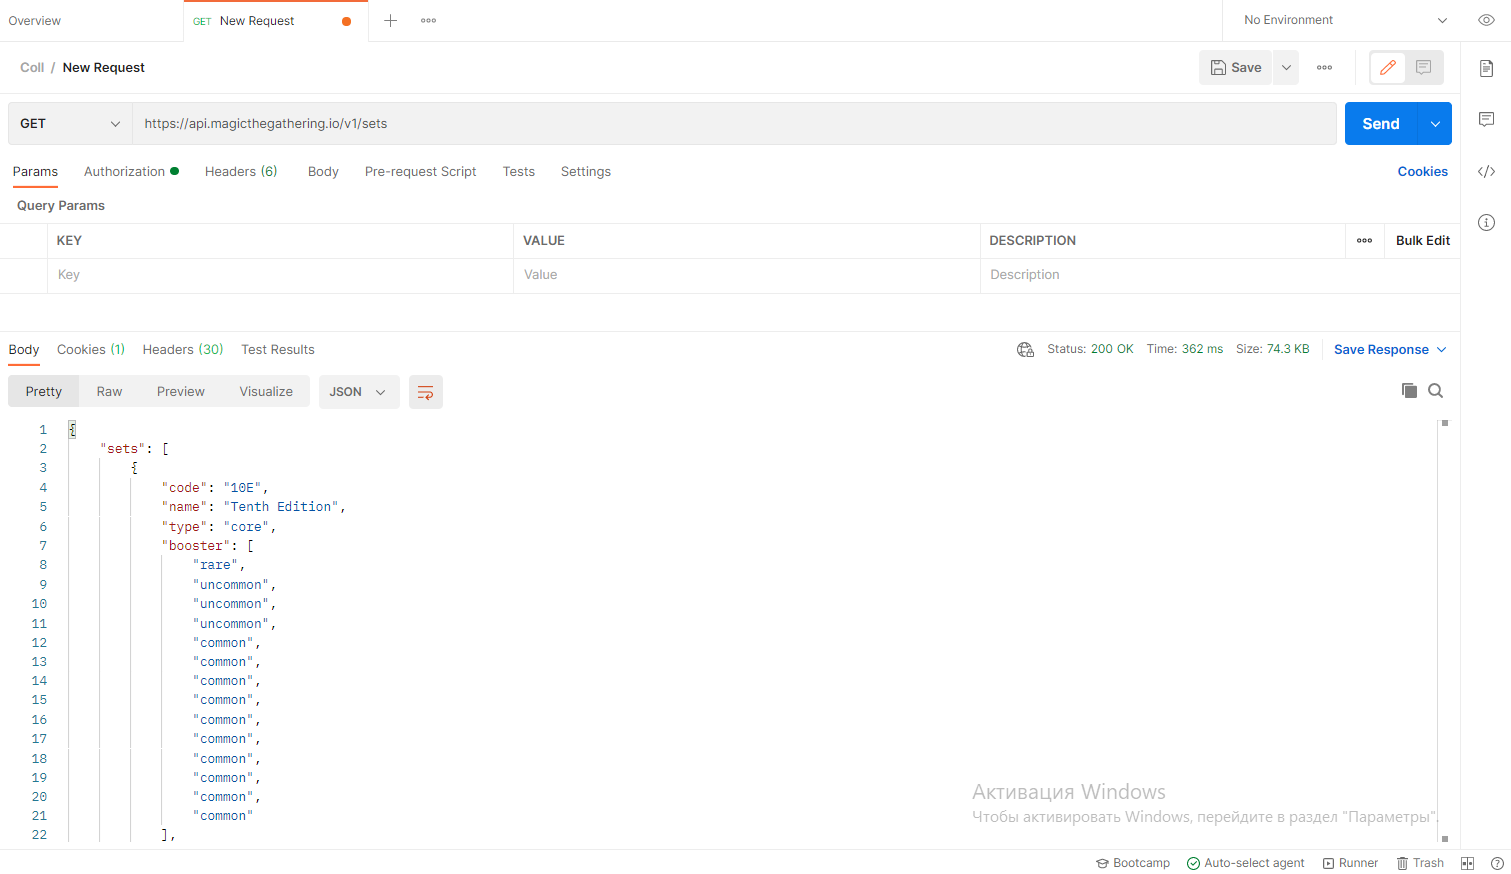 Overview
GET New Request
No Environment
Coll / New Request
Save
GET
https://api.magicthegathering.io/v1/sets
Send
Params
Authorization
Headers (6)
Body
Pre-request Script
Tests
Settings
Cookies
Query Params
KEY
VALUE
DESCRIPTION
Bulk Edit
Key
Value
Description
Body
Cookies (1)
Headers (30)
Test Results
Status: 200 OK
Time: 362 ms
Size: 74.3 KB
Save Response
Pretty
Raw
Preview
Visualize
JSON
1 {
2 "sets": [
3 {
4 "code": "10E",
5 "name": "Tenth Edition",
6 "type": "core",
7 "booster": [
8 "rare",
9 "uncommon",
10 "uncommon",
11 "uncommon",
12 "common",
13 "common",
14 "common",
15 "common",
16 "common",
17 "common",
18 "common",
19 "common",
20 "common",
21 "common"
22 ],
Активация Windows
Чтобы активировать Windows, перейдите в раздел "Параметры".
Bootcamp
Auto-select agent
Runner
Trash